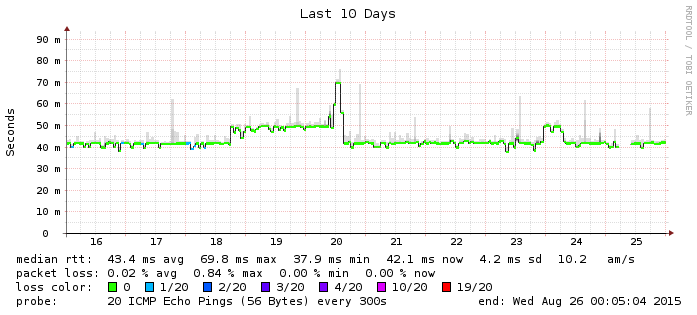 Last 10 Days
RRDTOOL / TOBI OETIKER
Seconds
90 m
80 m
70 m
60 m
50 m
40 m
30 m
20 m
10 m
0
16 17 18 19 20 21 22 23 24 25
median rtt: 43.4 ms avg 69.8 ms max 37.9 ms min 42.1 ms now 4.2 ms sd 10.2 am/s
packet loss: 0.02 % avg 0.84 % max 0.00 % min 0.00 % now
loss color: 0 1/20 2/20 3/20 4/20 10/20 19/20
probe: 20 ICMP Echo Pings (56 Bytes) every 300s end: Wed Aug 26 00:05:04 2015